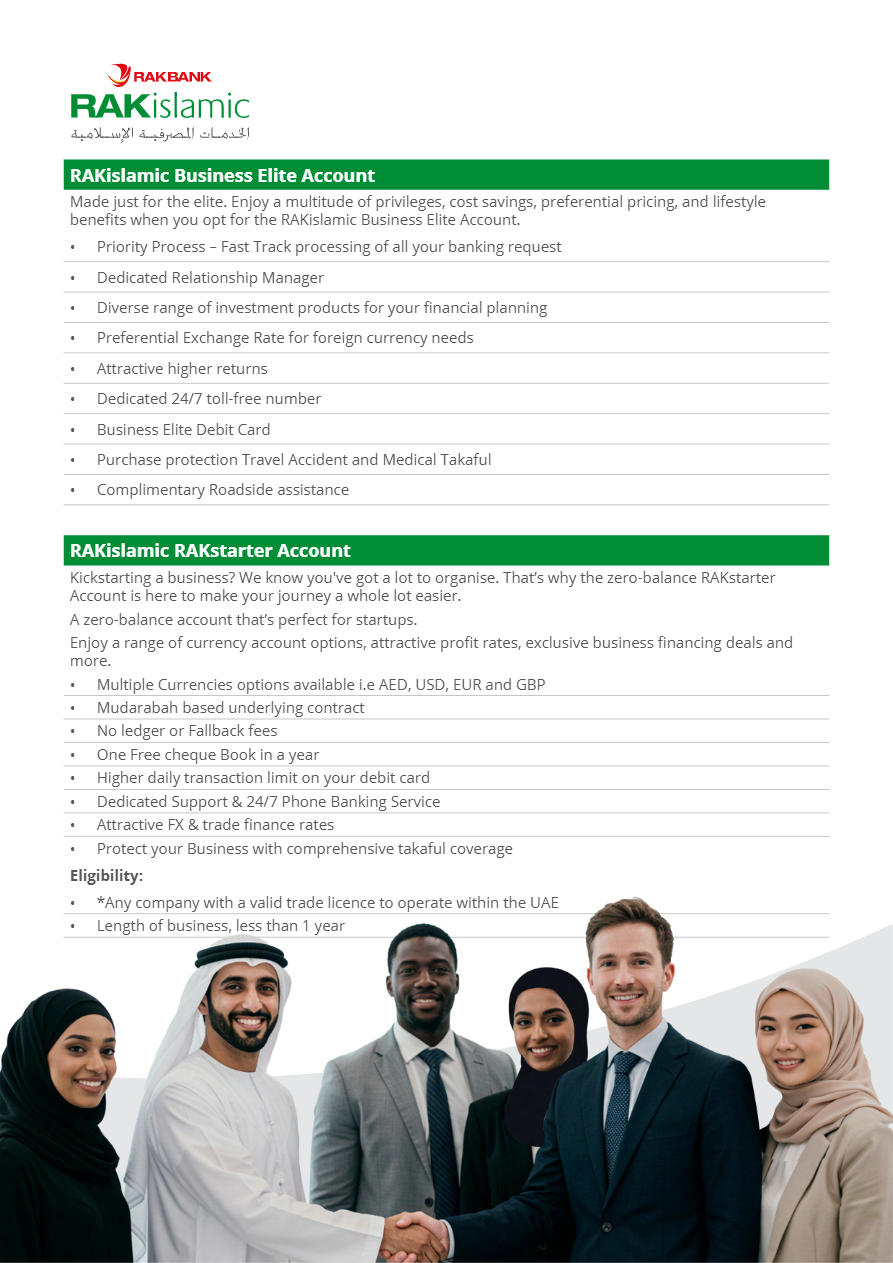 RAKBANK
RAKislamic
الخدمات المصرفية الإسلامية
RAKislamic Business Elite Account
Made just for the elite. Enjoy a multitude of privileges, cost savings, preferential pricing, and lifestyle
benefits when you opt for the RAKislamic Business Elite Account.
• Priority Process – Fast Track processing of all your banking request
• Dedicated Relationship Manager
• Diverse range of investment products for your financial planning
• Preferential Exchange Rate for foreign currency needs
• Attractive higher returns
• Dedicated 24/7 toll-free number
• Business Elite Debit Card
• Purchase protection Travel Accident and Medical Takaful
• Complimentary Roadside assistance
RAKislamic RAKstarter Account
Kickstarting a business? We know you've got a lot to organise. That’s why the zero-balance RAKstarter
Account is here to make your journey a whole lot easier.
A zero-balance account that’s perfect for startups.
Enjoy a range of currency account options, attractive profit rates, exclusive business financing deals and
more.
• Multiple Currencies options available i.e AED, USD, EUR and GBP
• Mudarabah based underlying contract
• No ledger or Fallback fees
• One Free cheque Book in a year
• Higher daily transaction limit on your debit card
• Dedicated Support & 24/7 Phone Banking Service
• Attractive FX & trade finance rates
• Protect your Business with comprehensive takaful coverage
Eligibility:
• *Any company with a valid trade licence to operate within the UAE
• Length of business, less than 1 year